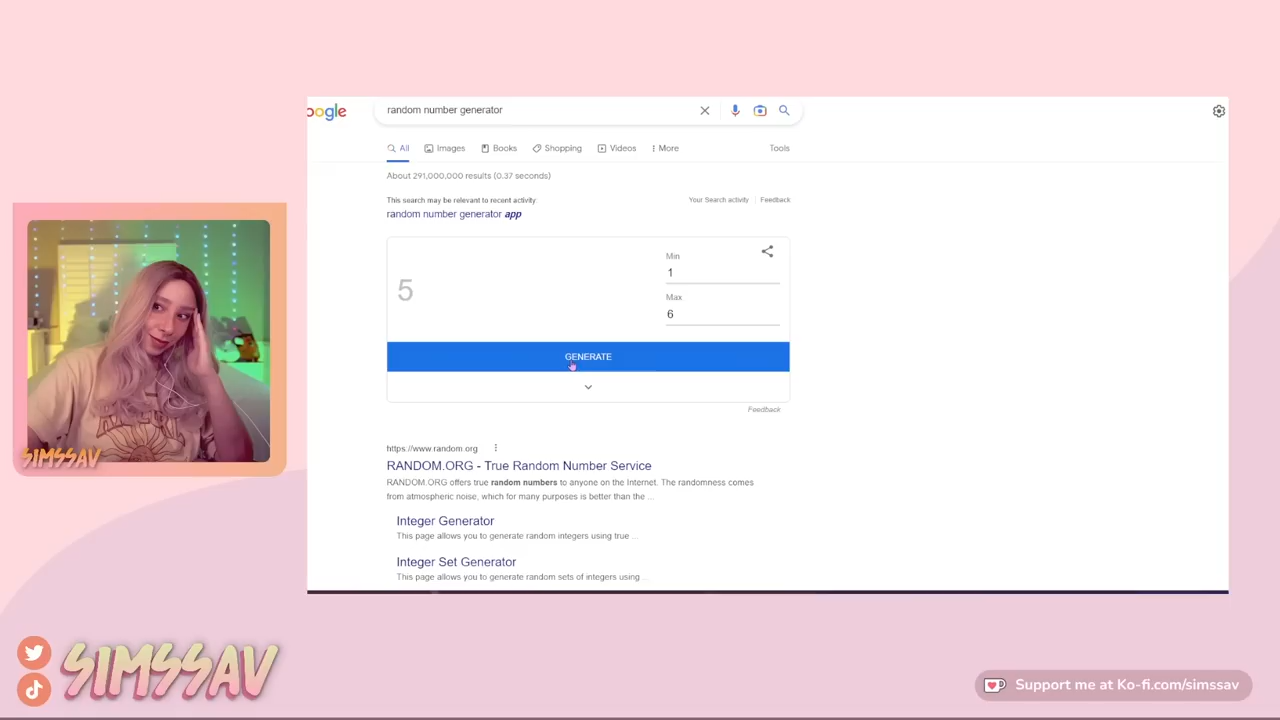 oogle
random number generator
All
Images
Books
Shopping
Videos
More
Tools
About 291,000,000 results (0.37 seconds)
This search may be relevant to recent activity:
Your Search activity
Feedback
random number generator app
Min
1
5
Max
6
GENERATE
Feedback
https://www.random.org
RANDOM.ORG - True Random Number Service
RANDOM.ORG offers true random numbers to anyone on the Internet. The randomness comes
from atmospheric noise, which for many purposes is better than the ...
Integer Generator
This page allows you to generate random integers using true ...
Integer Set Generator
This page allows you to generate random sets of integers using ...
SIMSSAV
SIMSSAV
Support me at Ko-fi.com/simssav